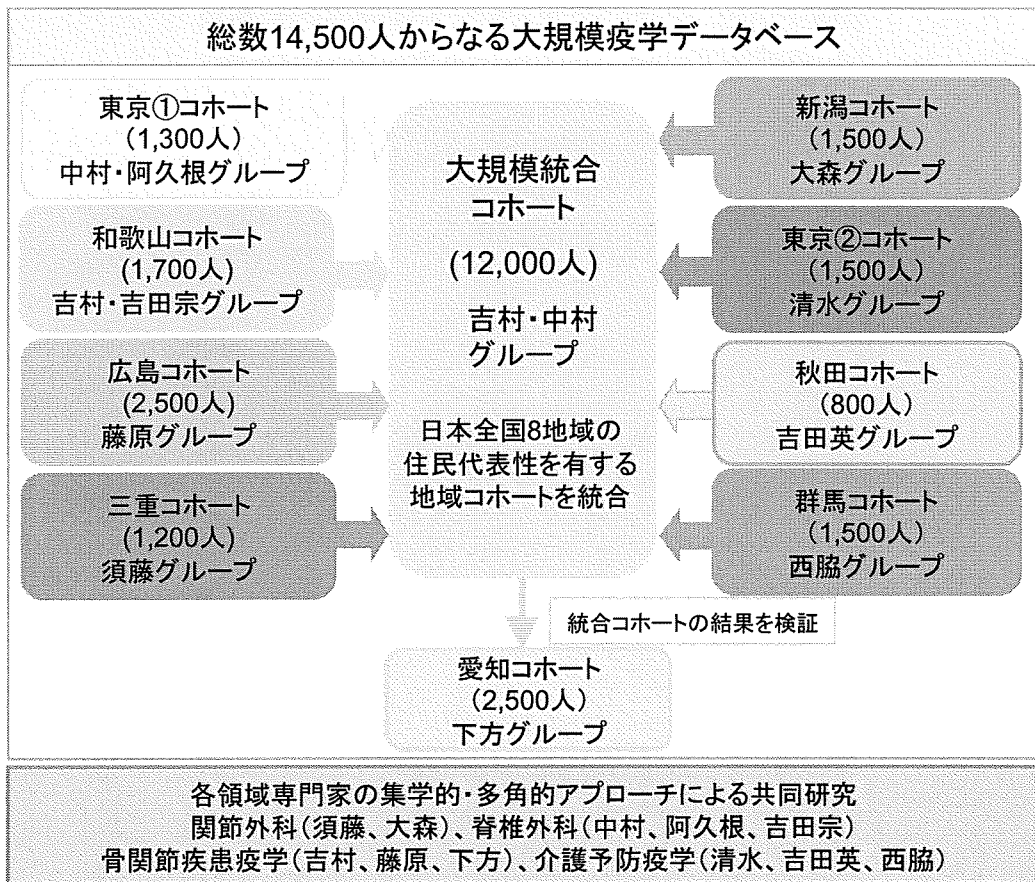 総数14,500人からなる大規模疫学データベース
東京①コホート
(1,300人)
中村・阿久根グループ
和歌山コホート
(1,700人)
吉村・吉田宗グループ
広島コホート
(2,500人)
藤原グループ
三重コホート
(1,200人)
須藤グループ
大規模統合
コホート
(12,000人)
吉村・中村
グループ
日本全国8地域の
住民代表性を有する
地域コホートを統合
新潟コホート
(1,500人)
大森グループ
東京②コホート
(1,500人)
清水グループ
秋田コホート
(800人)
吉田英グループ
群馬コホート
(1,500人)
西脇グループ
統合コホートの結果を検証
愛知コホート
(2,500人)
下方グループ
各領域専門家の集学的・多角的アプローチによる共同研究
関節外科(須藤、大森)、脊椎外科(中村、阿久根、吉田宗)
骨関節疾患疫学(吉村、藤原、下方)、介護予防疫学(清水、吉田英、西脇)